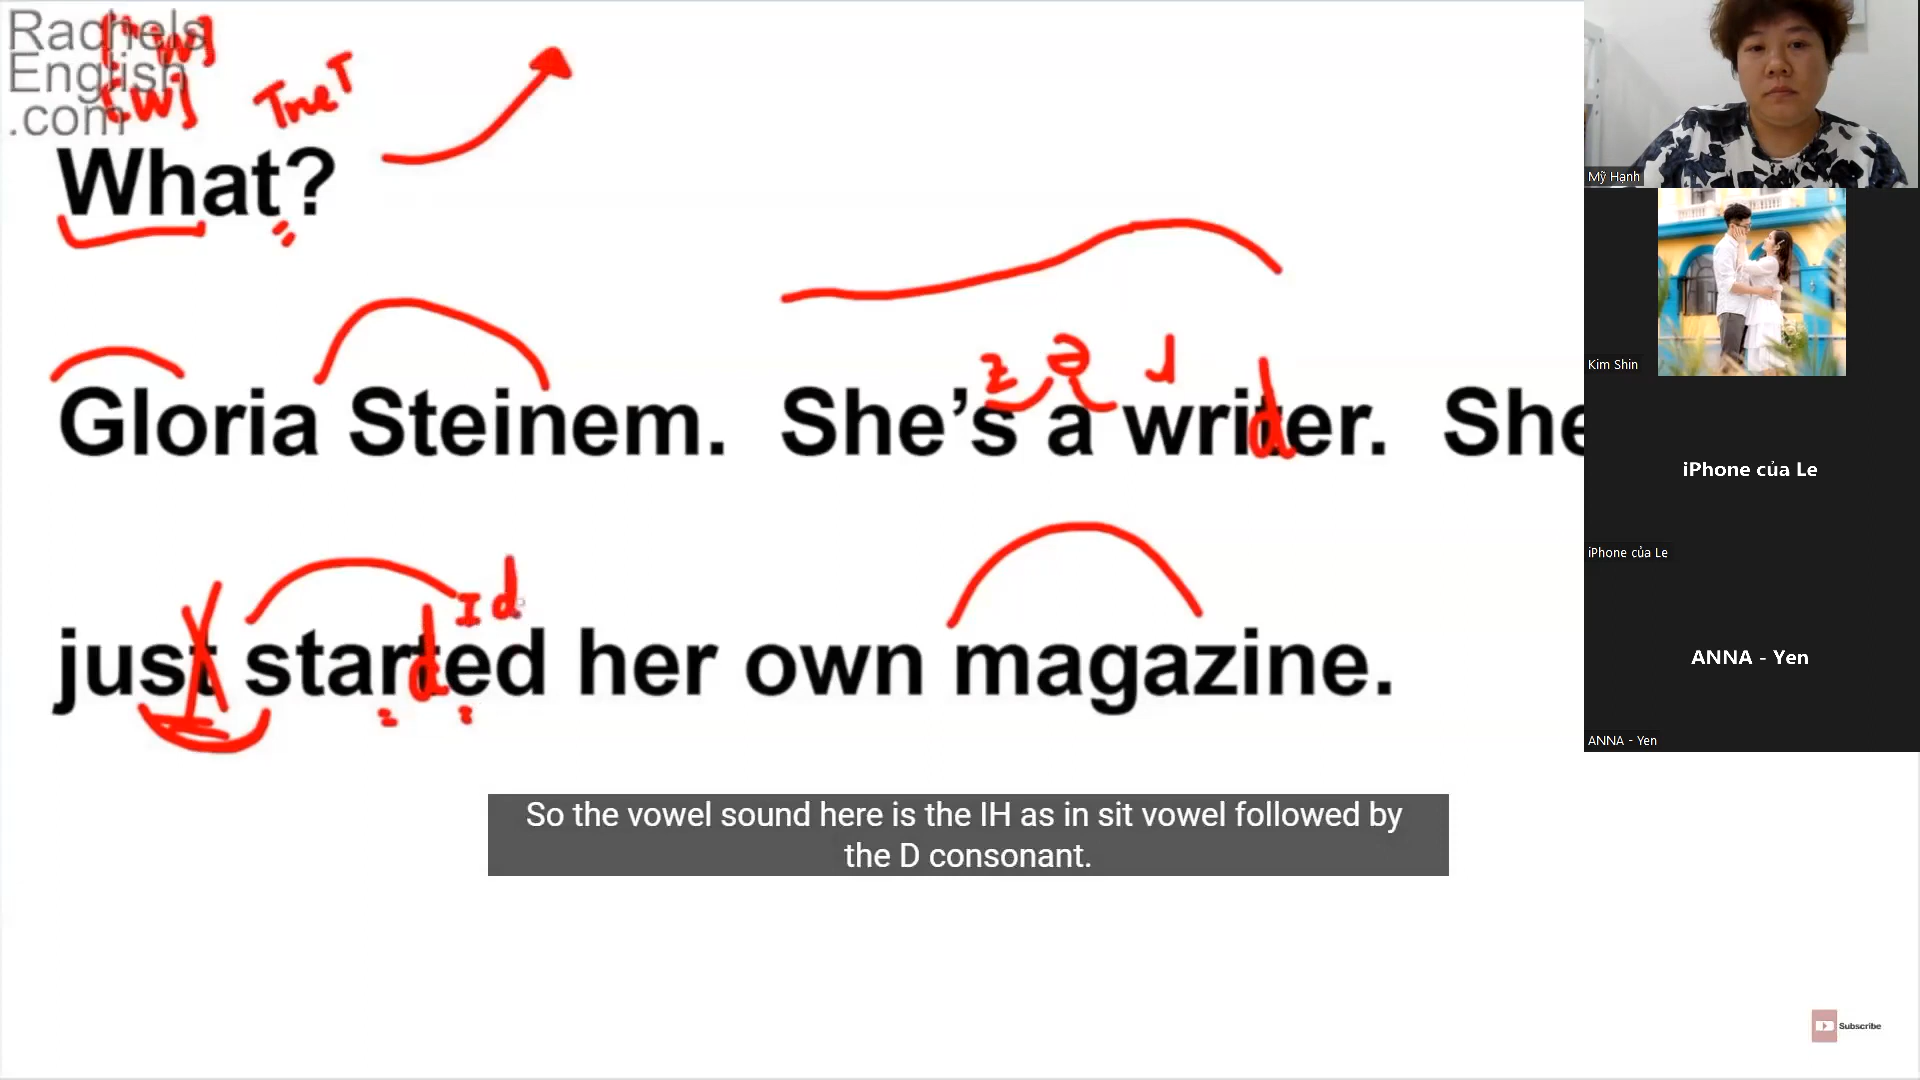 Rachels
English
.com
[hw]
[w]
True T
What?
z ə ɹ d
Gloria Steinem. She's a writer. She
I d
d
just started her own magazine.
So the vowel sound here is the IH as in sit vowel followed by
the D consonant.
Mỹ Hạnh
Kim Shin
iPhone của Le
iPhone của Le
ANNA - Yen
ANNA - Yen
Subscribe